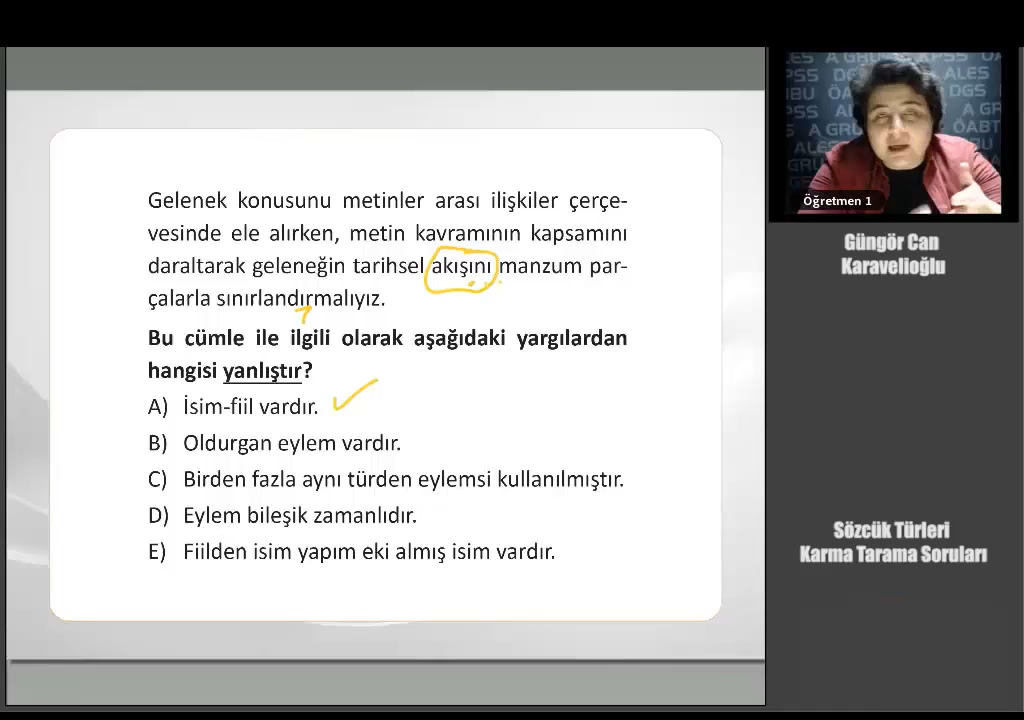 Gelenek konusunu metinler arası ilişkiler çerçe-
vesinde ele alırken, metin kavramının kapsamını
daraltarak geleneğin tarihsel akışını manzum par-
çalarla sınırlandırmalıyız.
Bu cümle ile ilgili olarak aşağıdaki yargılardan
hangisi yanlıştır?
A) İsim-fiil vardır.
B) Oldurgan eylem vardır.
C) Birden fazla aynı türden eylemsi kullanılmıştır.
D) Eylem bileşik zamanlıdır.
E) Fiilden isim yapım eki almış isim vardır.
Öğretmen 1
Güngör Can
Karavelioğlu
Sözcük Türleri
Karma Tarama Soruları